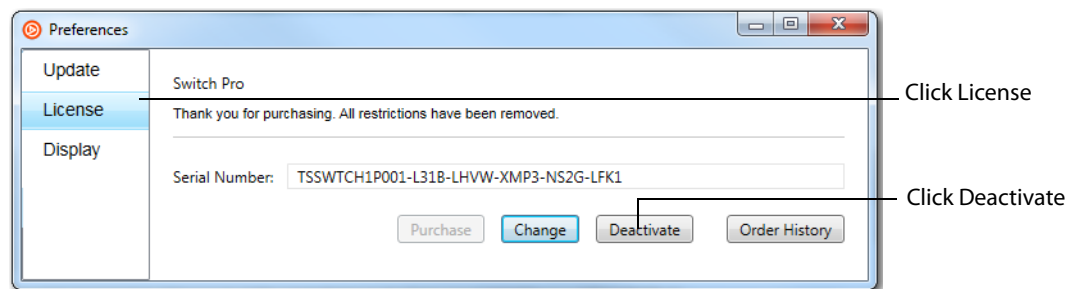 Preferences
Update
License
Display
Switch Pro
Thank you for purchasing. All restrictions have been removed.
Serial Number: TSSWTCH1P001-L31B-LHVW-XMP3-NS2G-LFK1
Purchase Change Deactivate Order History
Click License
Click Deactivate